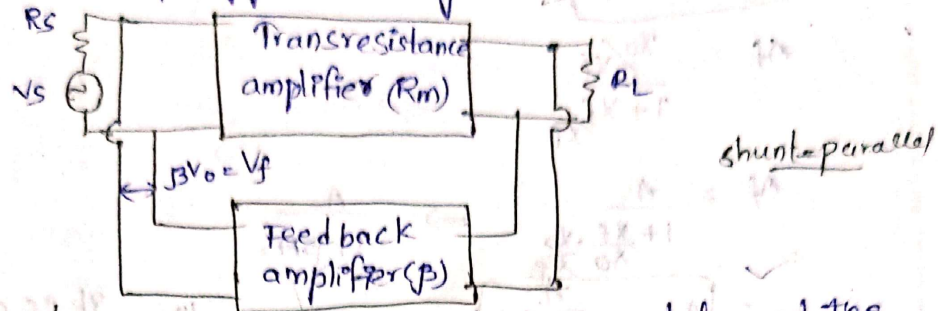 RS
Transresistance
amplifier (Rm)
VS
RL
shunt-parallel
βVo = Vf
Feedback
amplifier (β)